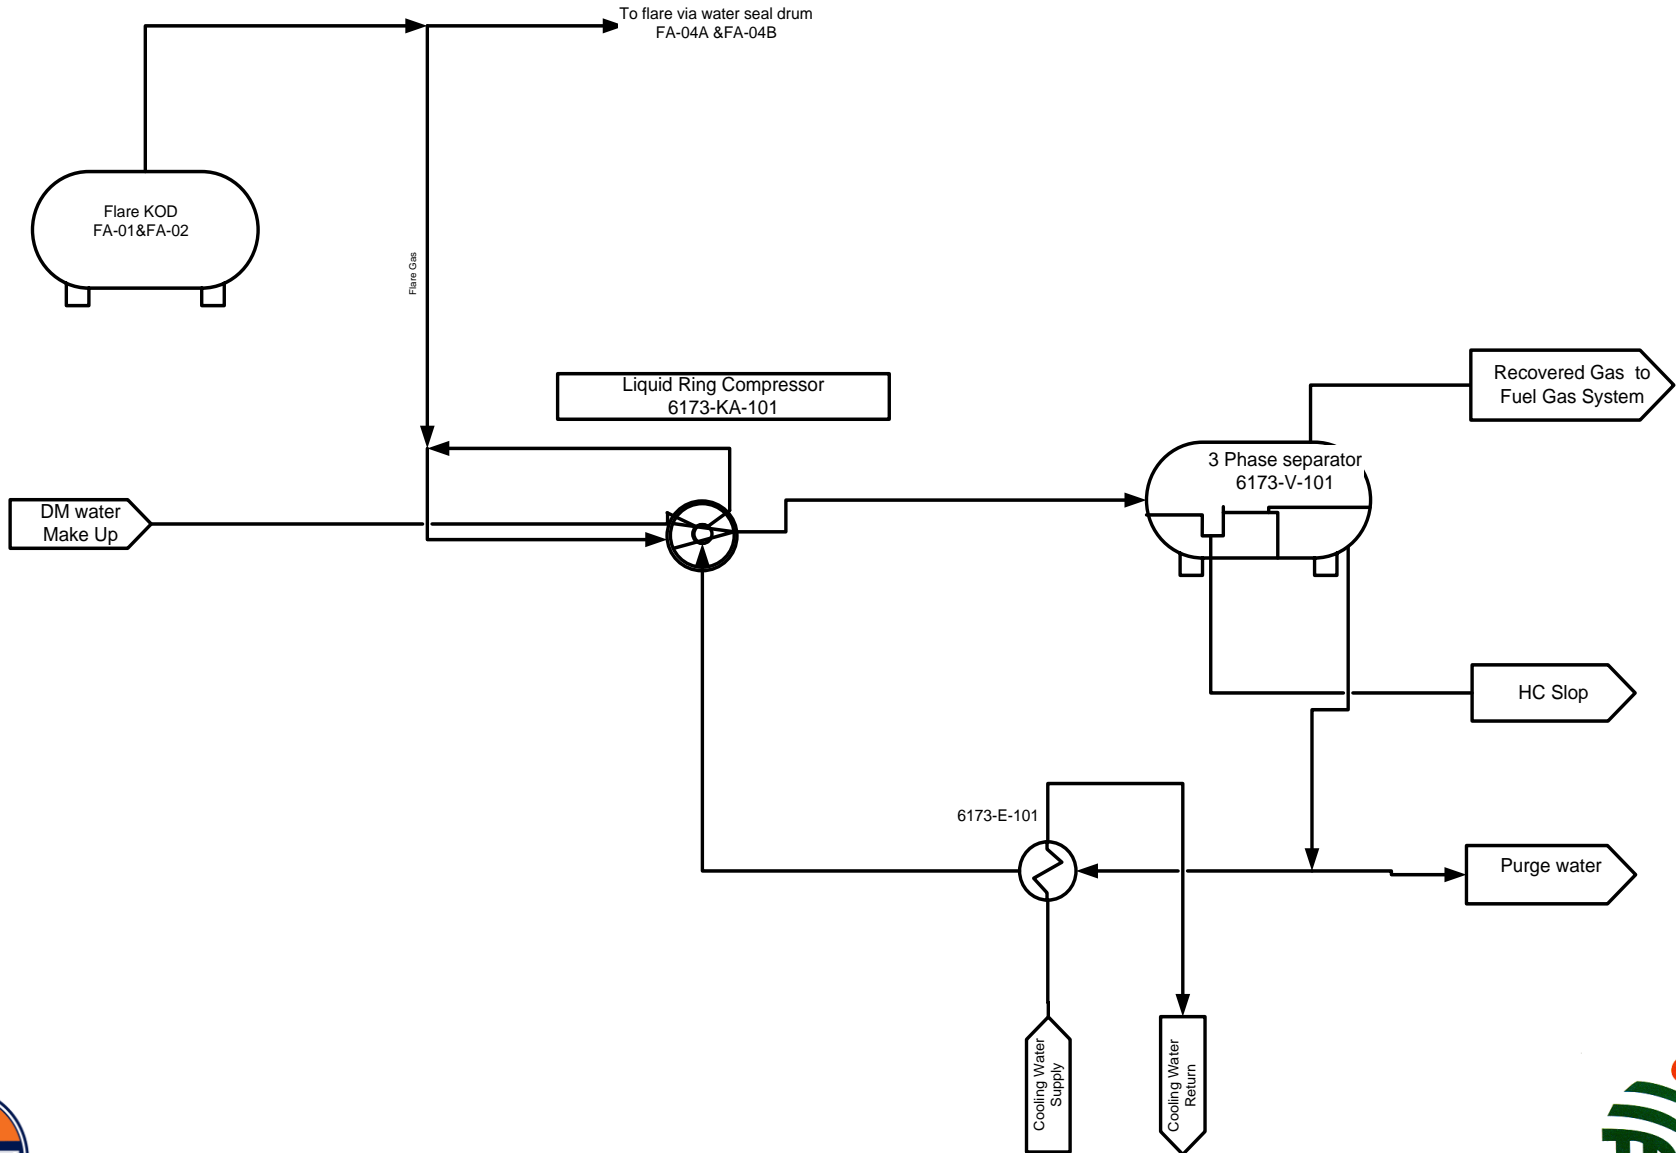 To flare via water seal drum
FA-04A &FA-04B
Flare KOD
FA-01&FA-02
Flare Gas
Liquid Ring Compressor
6173-KA-101
Recovered Gas to
Fuel Gas System
3 Phase separator
6173-V-101
DM water
Make Up
HC Slop
6173-E-101
Purge water
Cooling Water
Supply
Cooling Water
Return